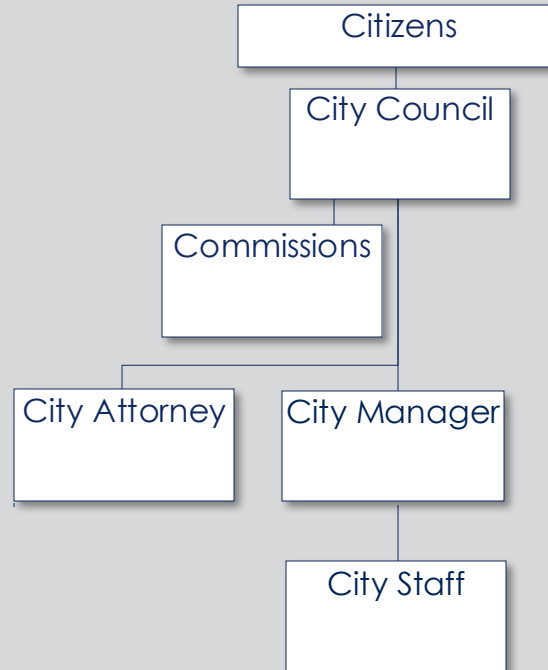 Citizens
City Council
Commissions
City Attorney
City Manager
City Staff